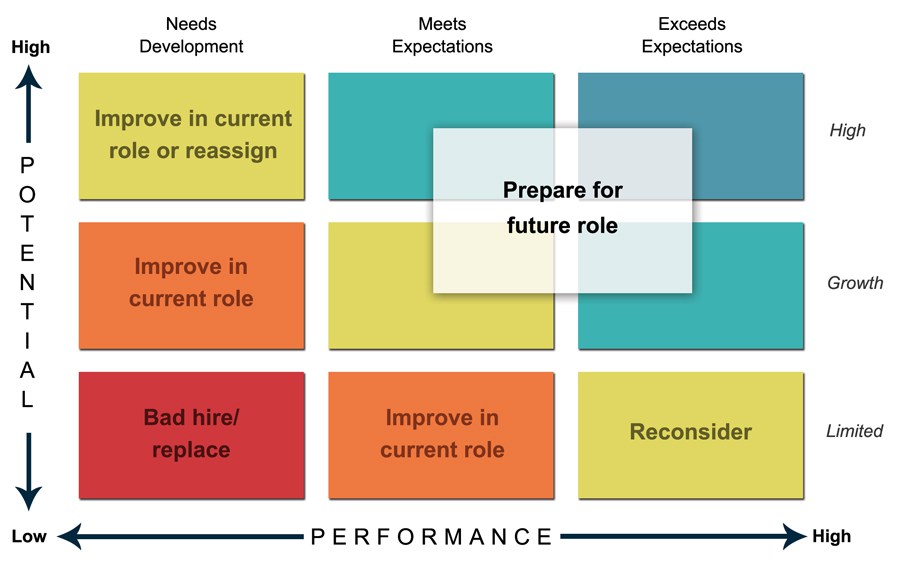 Needs
Development
Meets
Expectations
Exceeds
Expectations
High
POTENTIAL
Improve in current
role or reassign
High
Prepare for
future role
Improve in
current role
Growth
Bad hire/
replace
Improve in
current role
Reconsider
Limited
Low
PERFORMANCE
High